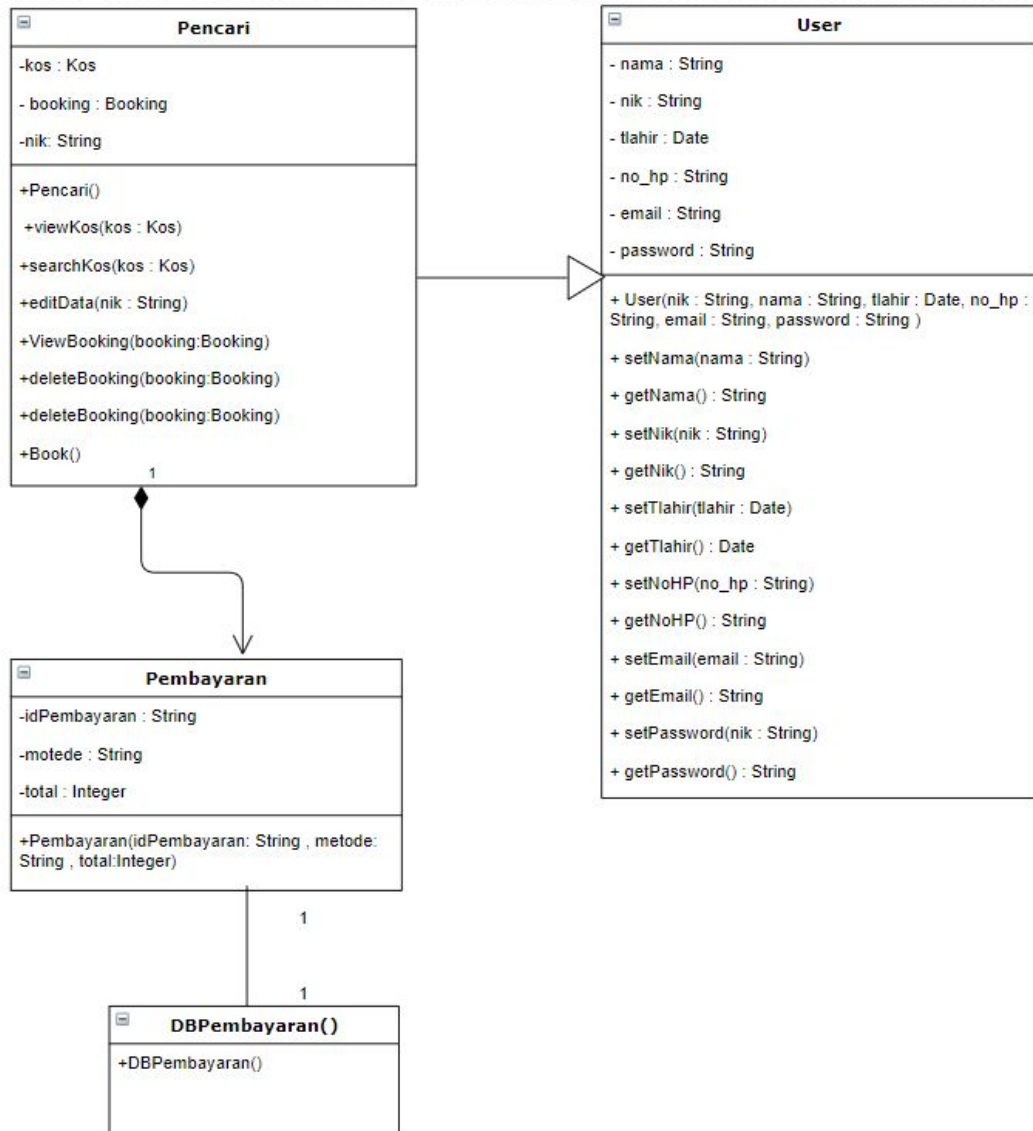 Pencari
-kos : Kos
- booking : Booking
-nik: String
+Pencari()
+viewKos(kos : Kos)
+searchKos(kos : Kos)
+editData(nik : String)
+ViewBooking(booking:Booking)
+deleteBooking(booking:Booking)
+deleteBooking(booking:Booking)
+Book()
1
User
- nama : String
- nik : String
- tlahir : Date
- no_hp : String
- email : String
- password : String
+ User(nik : String, nama : String, tlahir : Date, no_hp :
String, email : String, password : String )
+ setNama(nama : String)
+ getNama() : String
+ setNik(nik : String)
+ getNik() : String
+ setTlahir(tlahir : Date)
+ getTlahir() : Date
+ setNoHP(no_hp : String)
+ getNoHP() : String
+ setEmail(email : String)
+ getEmail() : String
+ setPassword(nik : String)
+ getPassword() : String
Pembayaran
-idPembayaran : String
-motede : String
-total : Integer
+Pembayaran(idPembayaran: String , metode:
String , total:Integer)
1
1
DBPembayaran()
+DBPembayaran()